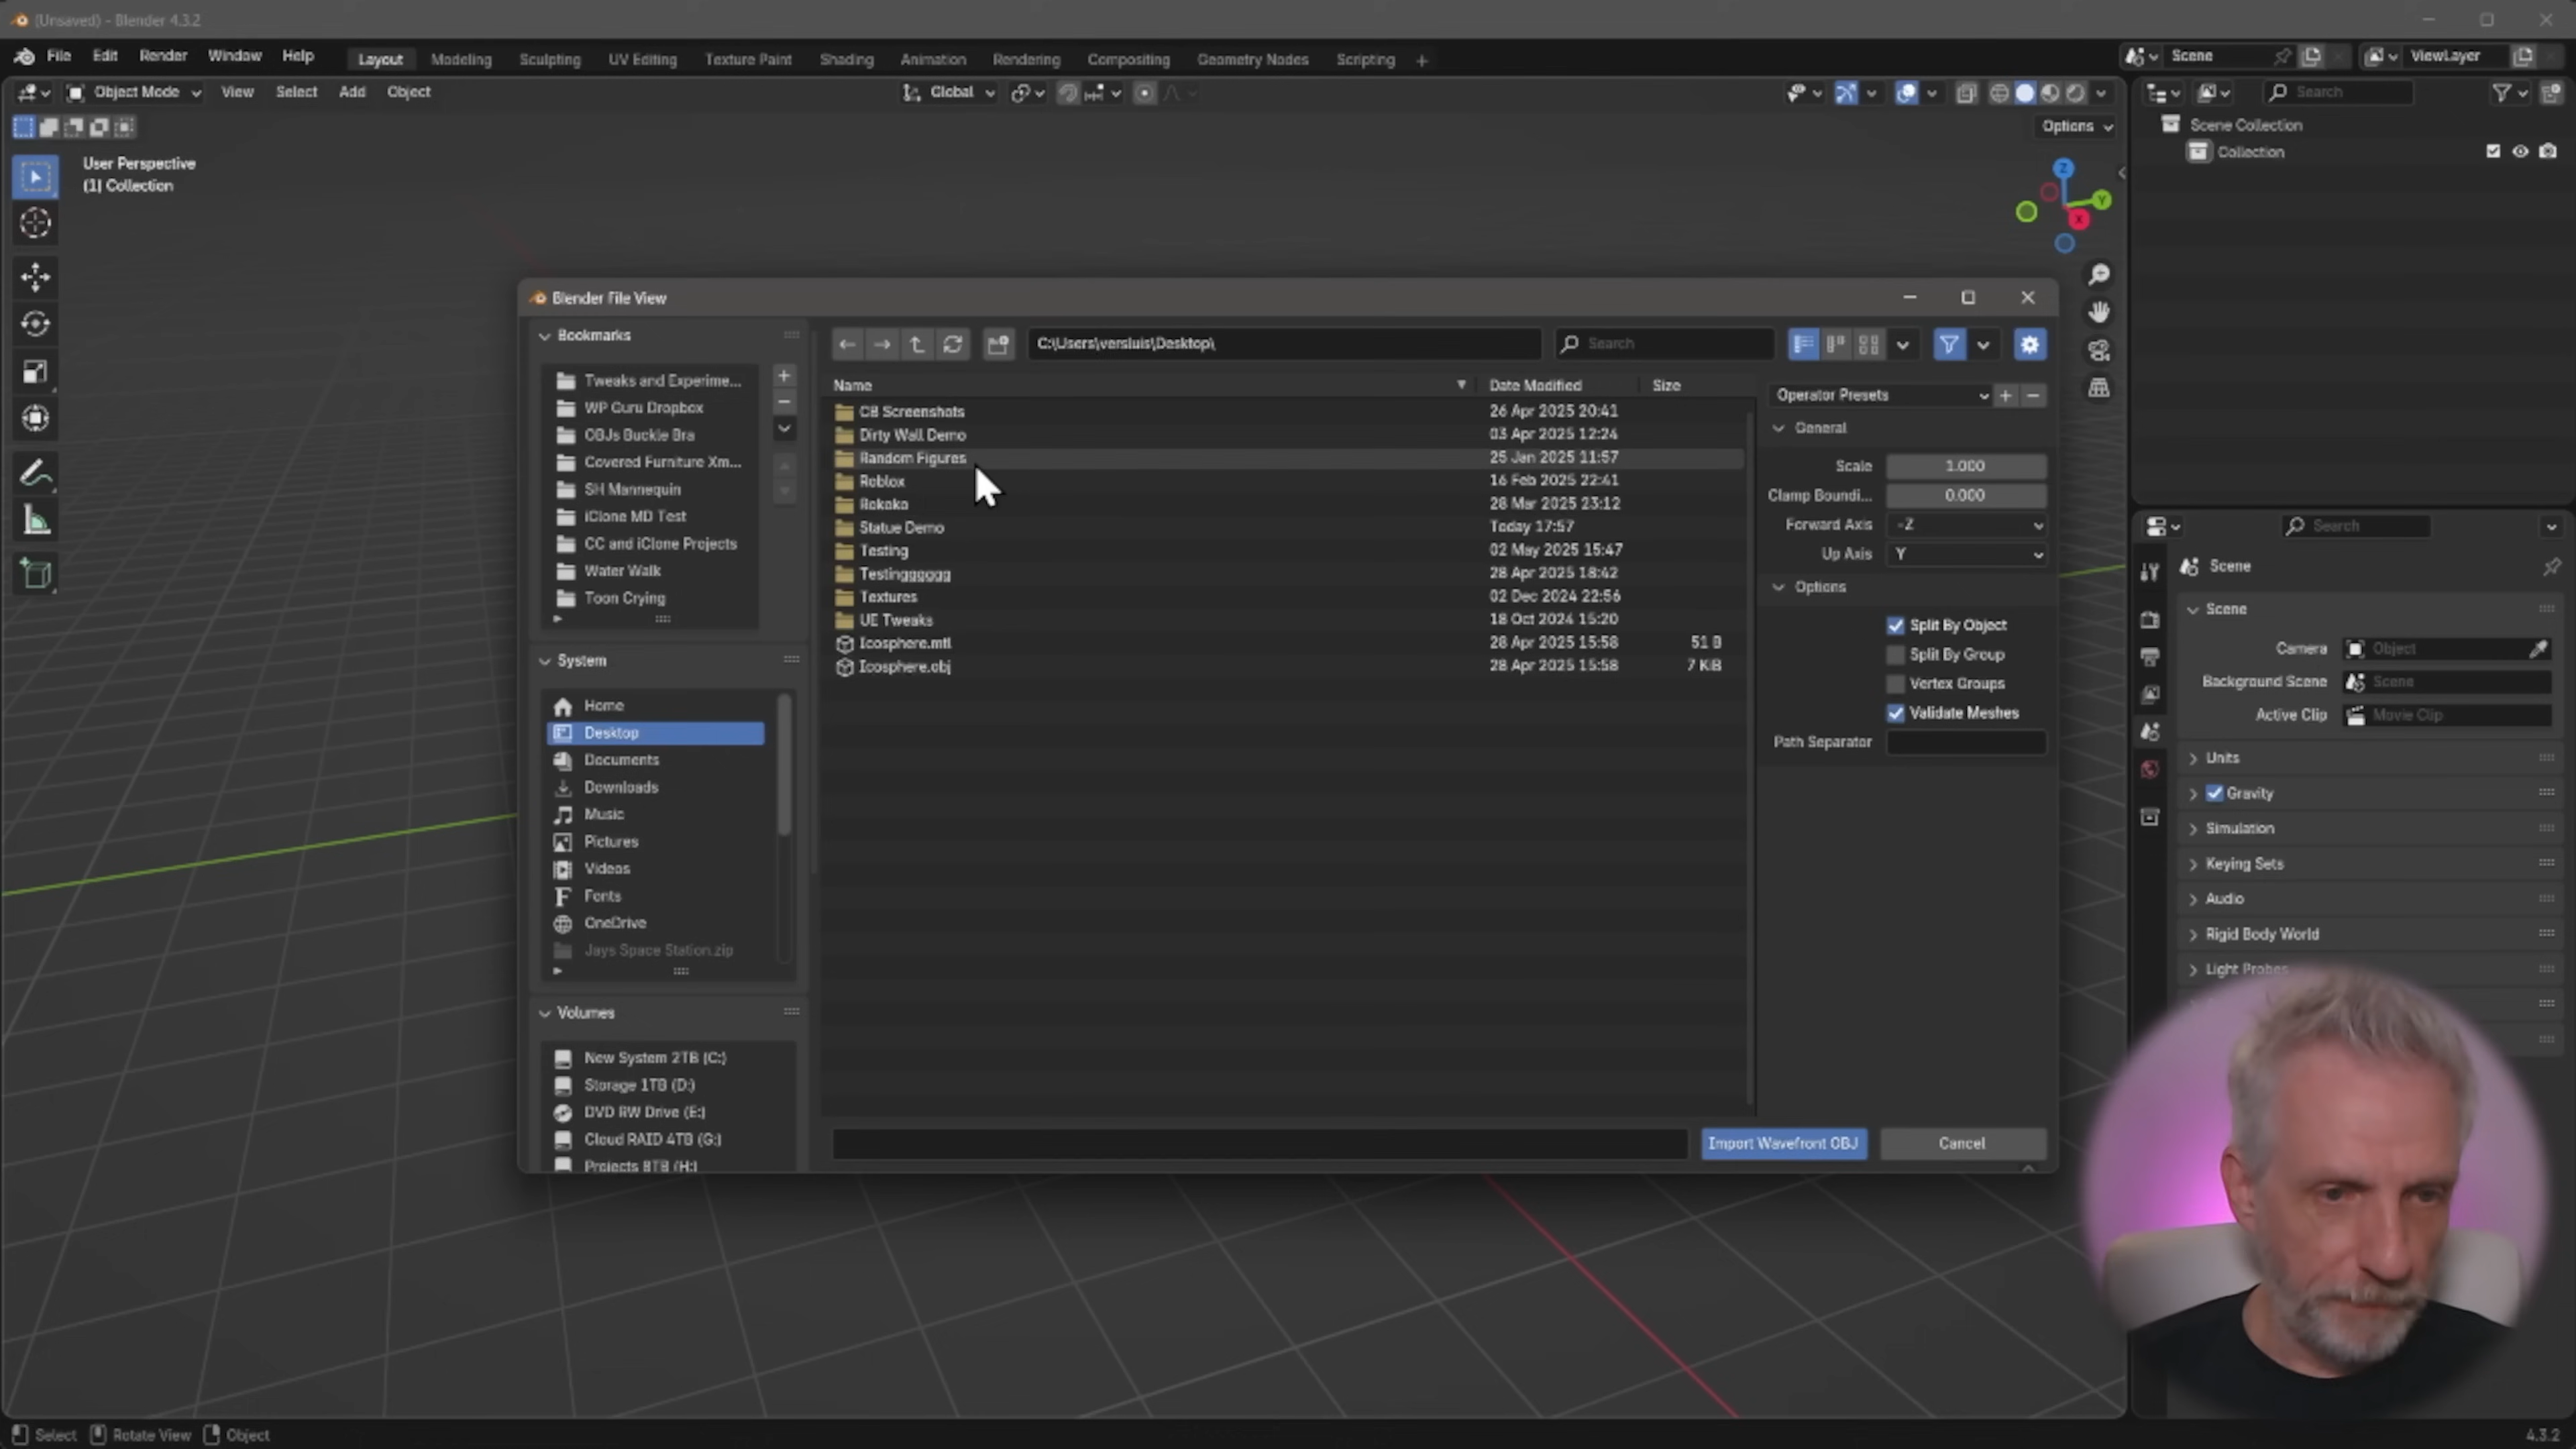 (Unsaved) - Blender 4.3.2
File Edit Render Window Help Layout Modeling Sculpting UV Editing Texture Paint Shading Animation Rendering Compositing Geometry Nodes Scripting + Scene ViewLayer
Object Mode View Select Add Object Global Search
Options
User Perspective
(1) Collection
Scene Collection
Collection
Z
Y
X
Blender File View
Bookmarks
Tweaks and Experime...
WP Guru Dropbox
OBJs Buckle Bra
Covered Furniture Xm...
SH Mannequin
iClone MD Test
CC and iClone Projects
Water Walk
Toon Crying
System
Home
Desktop
Documents
Downloads
Music
Pictures
Videos
Fonts
OneDrive
Jays Space Station.zip
Volumes
New System 2TB (C:)
Storage 1TB (D:)
DVD RW Drive (E:)
Cloud RAID 4TB (G:)
Projects 8TB (H:)
C:\Users\versluis\Desktop\
Search
Name Date Modified Size
CB Screenshots 26 Apr 2025 20:41
Dirty Wall Demo 03 Apr 2025 12:24
Random Figures 25 Jan 2025 11:57
Roblox 16 Feb 2025 22:41
Rokoko 28 Mar 2025 23:12
Statue Demo Today 17:57
Testing 02 May 2025 15:47
Testingggggg 28 Apr 2025 18:42
Textures 02 Dec 2024 22:56
UE Tweaks 18 Oct 2024 15:20
Icosphere.mtl 28 Apr 2025 15:58 51 B
Icosphere.obj 28 Apr 2025 15:58 7 KiB
Operator Presets
General
Scale 1.000
Clamp Boundi... 0.000
Forward Axis -Z
Up Axis Y
Options
Split By Object
Split By Group
Vertex Groups
Validate Meshes
Path Separator
Import Wavefront OBJ Cancel
Search
Scene
Scene
Camera Object
Background Scene Scene
Active Clip Movie Clip
Units
Gravity
Simulation
Keying Sets
Audio
Rigid Body World
Light Probes
Select Rotate View Object 4.3.2